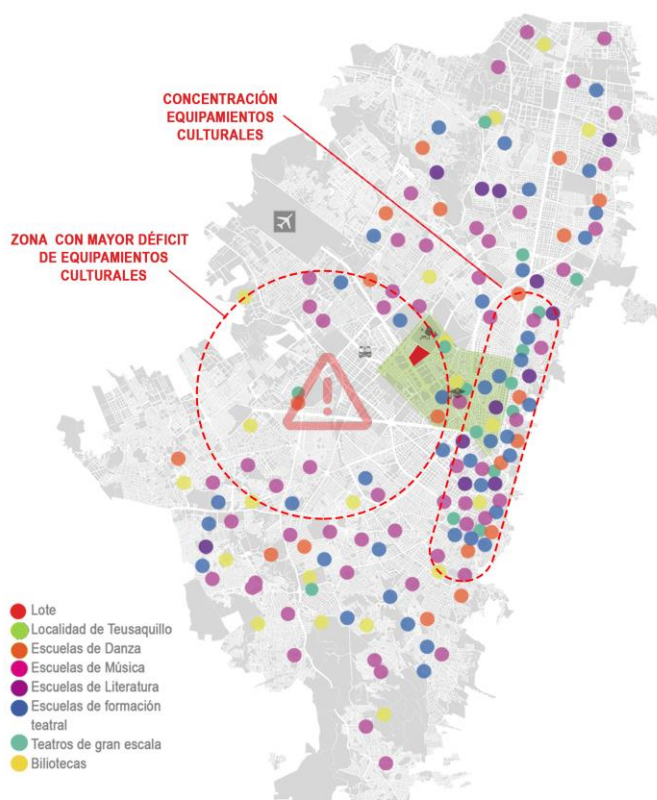 CONCENTRACIÓN
EQUIPAMIENTOS
CULTURALES
ZONA CON MAYOR DÉFICIT
DE EQUIPAMIENTOS
CULTURALES
Lote
Localidad de Teusaquillo
Escuelas de Danza
Escuelas de Música
Escuelas de Literatura
Escuelas de formación
teatral
Teatros de gran escala
Biliotecas